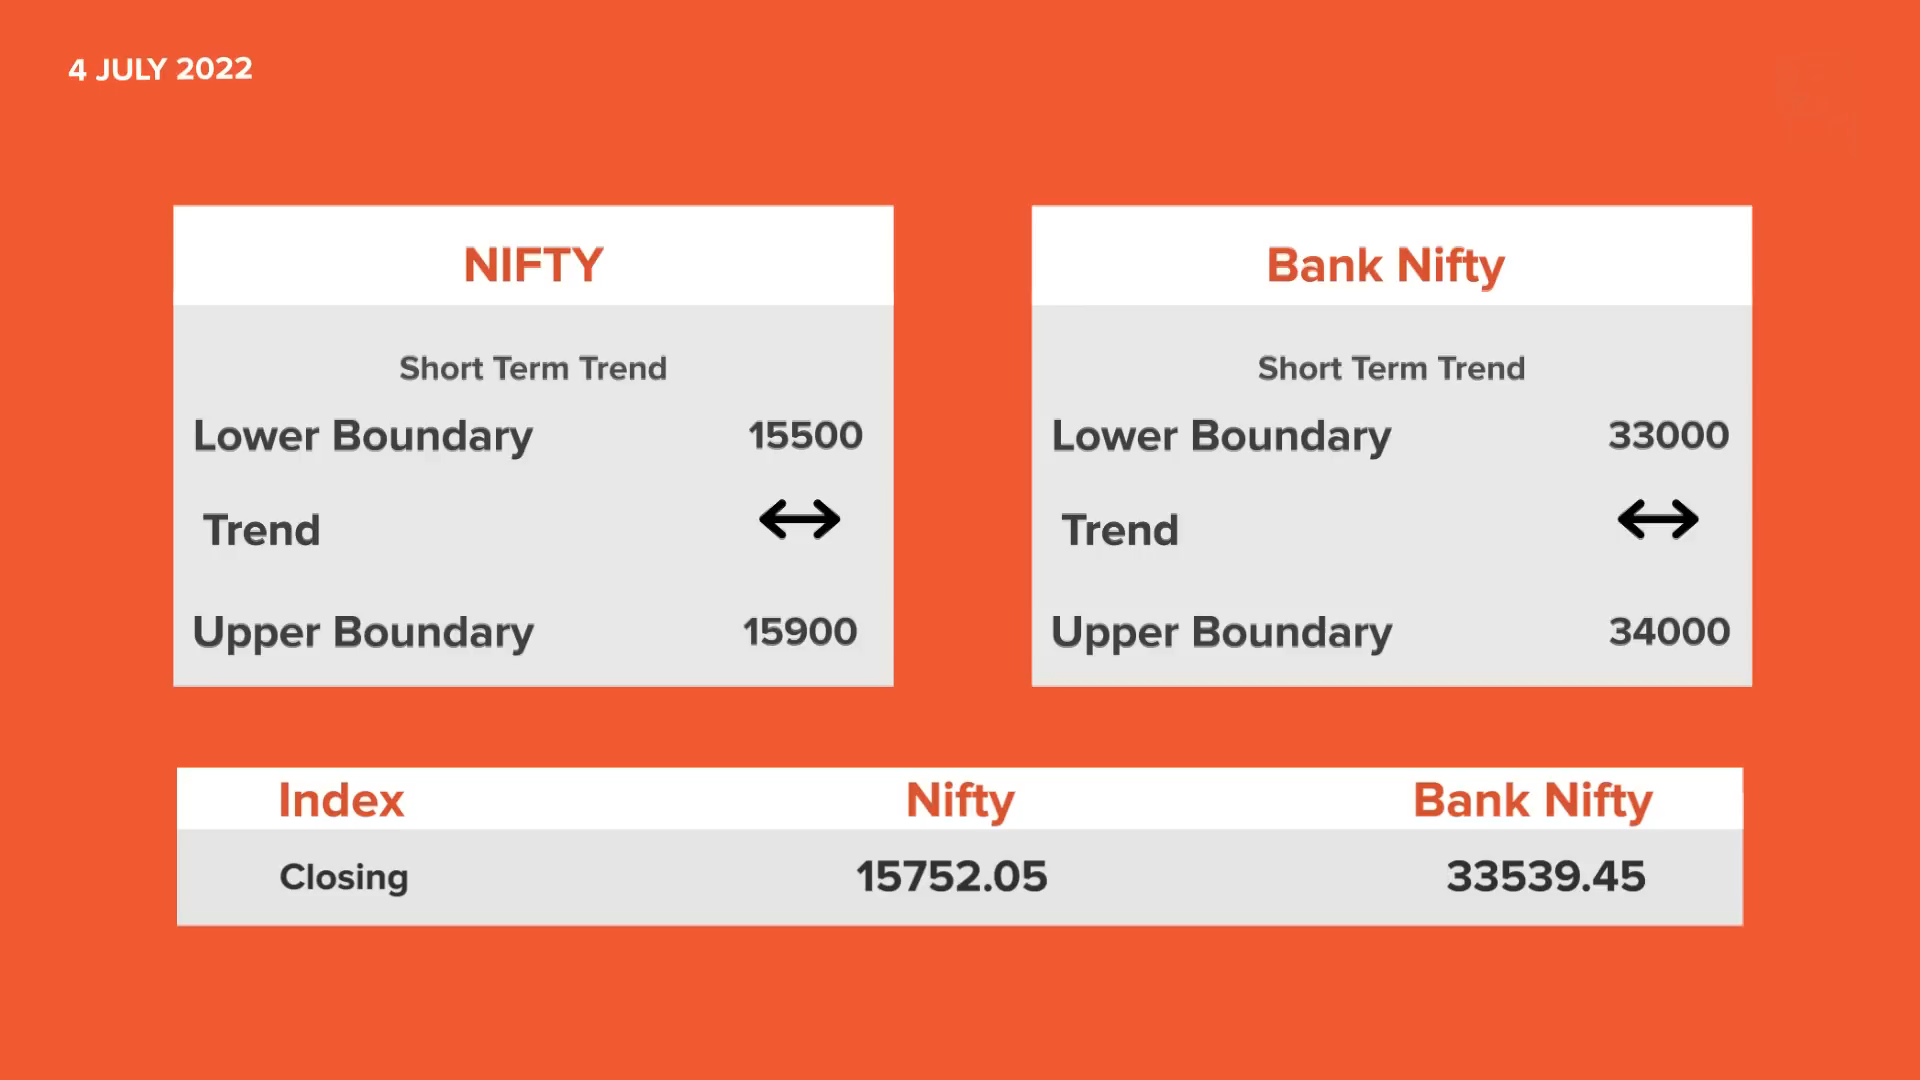 4 JULY 2022
NIFTY
Short Term Trend
Lower Boundary 15500
Trend
Upper Boundary 15900
Bank Nifty
Short Term Trend
Lower Boundary 33000
Trend
Upper Boundary 34000
Index Nifty Bank Nifty
Closing 15752.05 33539.45